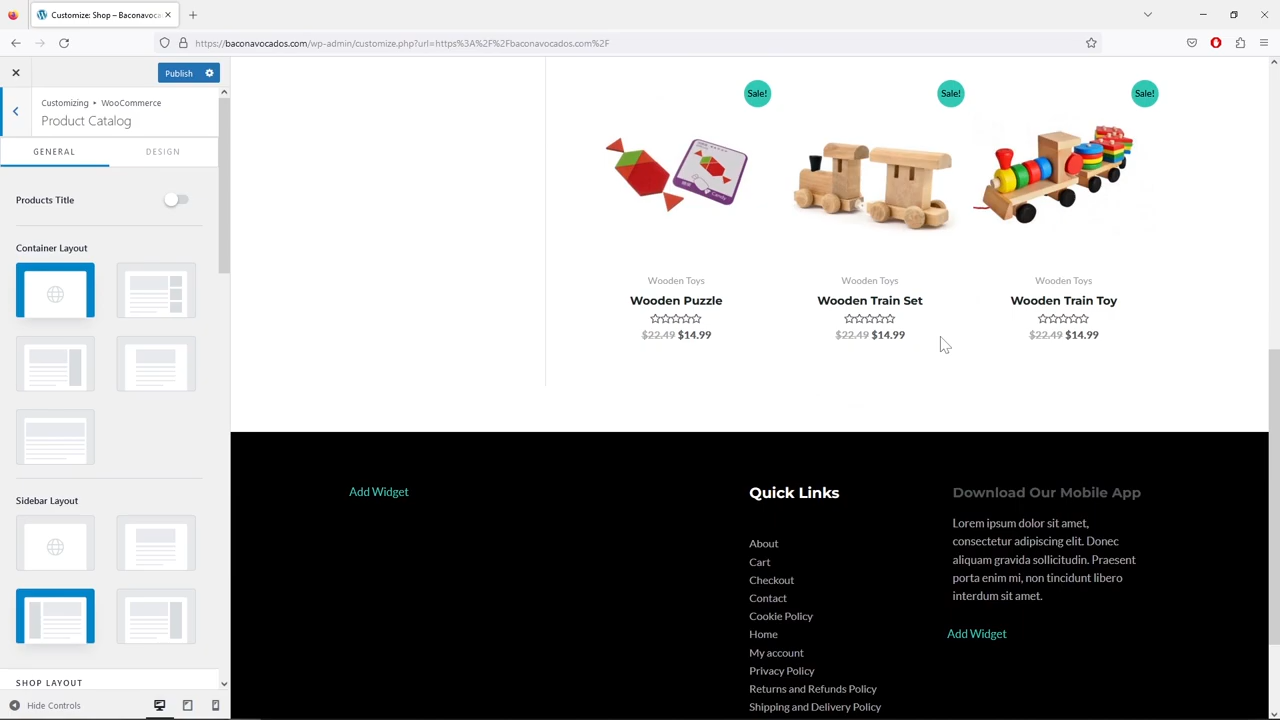 Customize: Shop – Baconavoca
https://baconavocados.com/wp-admin/customize.php?url=https%3A%2F%2Fbaconavocados.com%2F
Publish
Customizing ▸ WooCommerce
Product Catalog
GENERAL
DESIGN
Products Title
Container Layout
Sidebar Layout
Hide Controls
Sale!
Sale!
Sale!
Wooden Toys
Wooden Puzzle
$22.49 $14.99
Wooden Toys
Wooden Train Set
$22.49 $14.99
Wooden Toys
Wooden Train Toy
$22.49 $14.99
Add Widget
Quick Links
About
Cart
Checkout
Contact
Cookie Policy
Home
My account
Privacy Policy
Returns and Refunds Policy
Shipping and Delivery Policy
Download Our Mobile App
Lorem ipsum dolor sit amet,
consectetur adipiscing elit. Donec
aliquam gravida sollicitudin. Praesent
porta enim mi, non tincidunt libero
interdum sit amet.
Add Widget